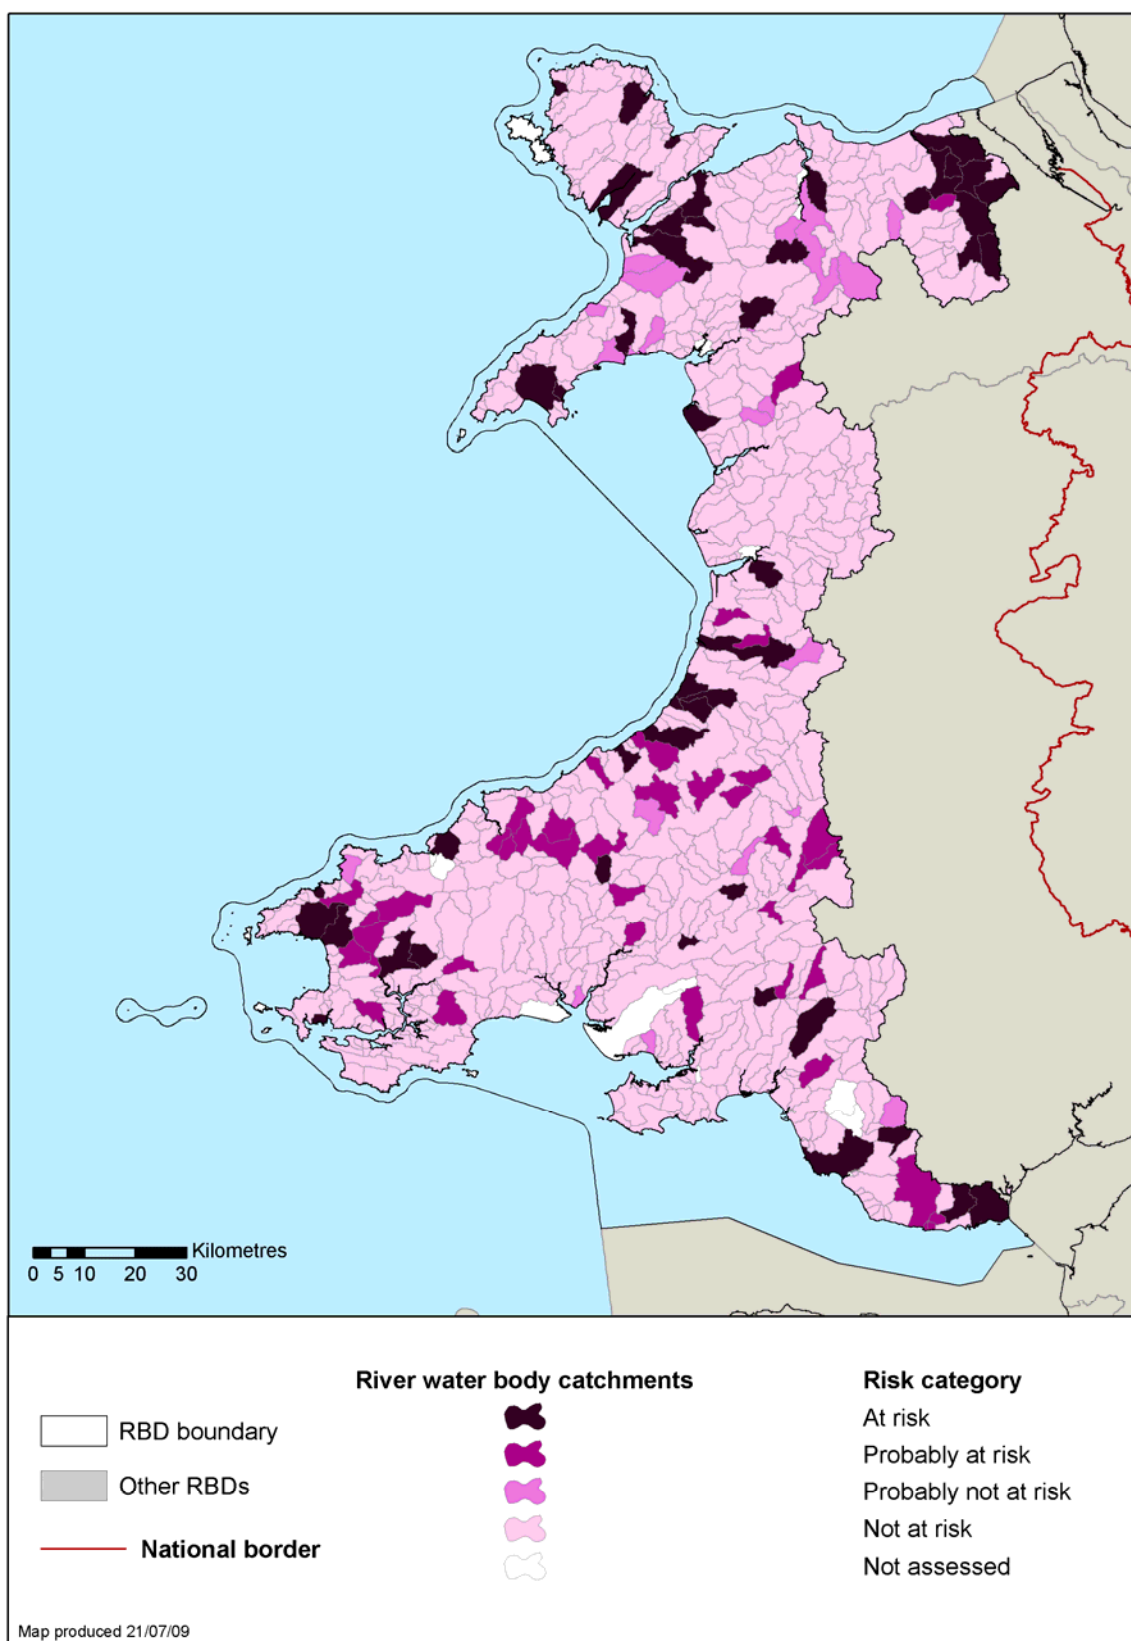 Kilometres
0 5 10 20 30
River water body catchments
Risk category
RBD boundary
Other RBDs
National border
At risk
Probably at risk
Probably not at risk
Not at risk
Not assessed
Map produced 21/07/09